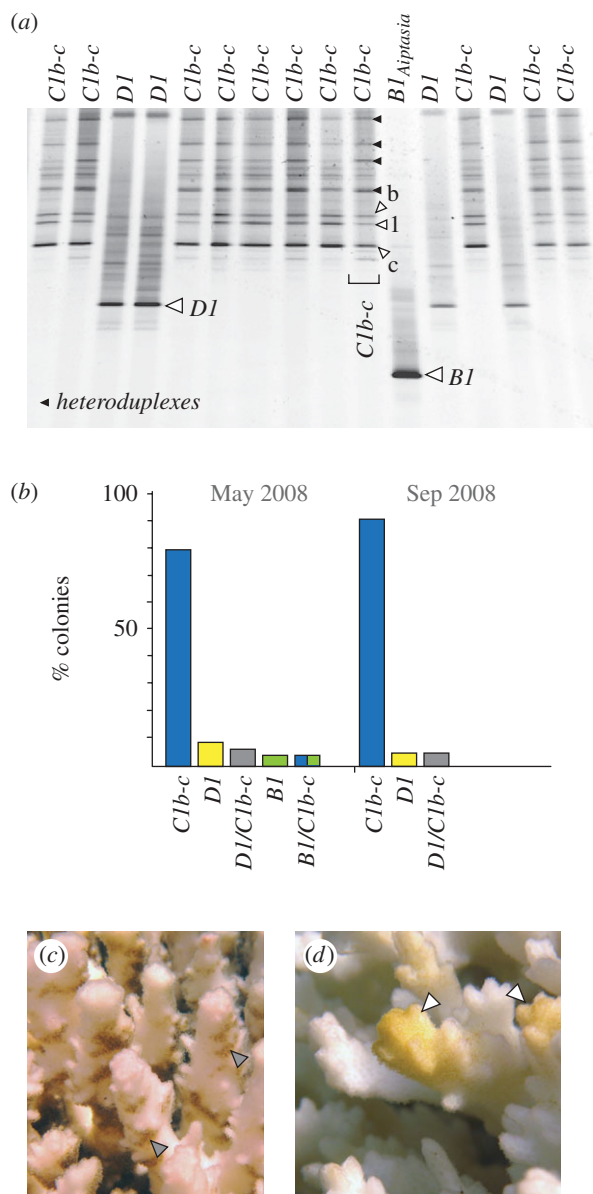 (a)
C1b-c C1b-c D1 D1 C1b-c C1b-c C1b-c C1b-c C1b-c C1b-c B1Aiptasia D1 C1b-c D1 C1b-c C1b-c
b
1
c
D1
C1b-c
B1
heteroduplexes
(b)
100
May 2008
Sep 2008
50
% colonies
C1b-c D1 D1/C1b-c B1 B1/C1b-c C1b-c D1 D1/C1b-c
(c)
(d)